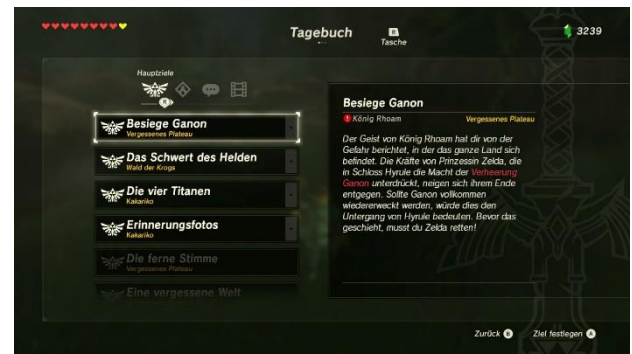 Tagebuch
R
Tasche
3239
Hauptziele
R
Besiege Ganon
Vergessenes Plateau
Das Schwert des Helden
Wald der Krogs
Die vier Titanen
Kakariko
Erinnerungsfotos
Kakariko
Die ferne Stimme
Vergessenes Plateau
Eine vergessene Welt
Besiege Ganon
König Rhoam Vergessenes Plateau
Der Geist von König Rhoam hat dir von der
Gefahr berichtet, in der das ganze Land sich
befindet. Die Kräfte von Prinzessin Zelda, die
in Schloss Hyrule die Macht der Verheerung
Ganon unterdrückt, neigen sich ihrem Ende
entgegen. Sollte Ganon vollkommen
wiedererweckt werden, würde dies den
Untergang von Hyrule bedeuten. Bevor das
geschieht, musst du Zelda retten!
Zurück B Ziel festlegen A